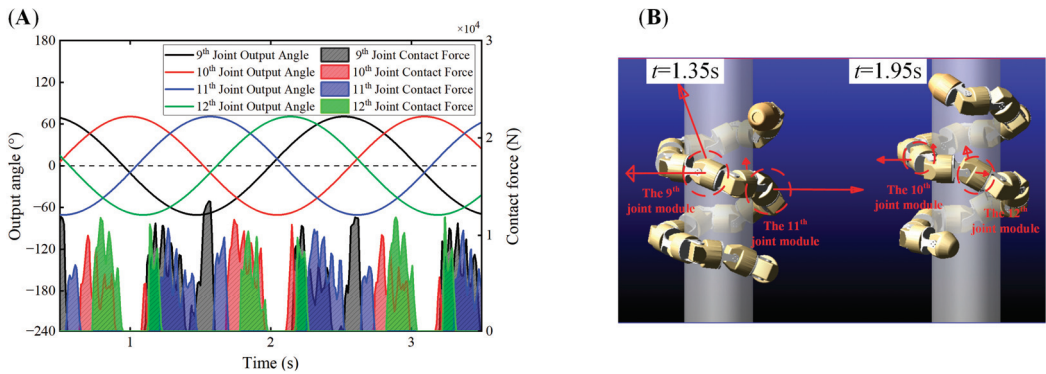 (A)
×10⁴
180
120
60
0
−60
−120
−180
−240
Output angle (°)
9th Joint Output Angle
10th Joint Output Angle
11th Joint Output Angle
12th Joint Output Angle
9th Joint Contact Force
10th Joint Contact Force
11th Joint Contact Force
12th Joint Contact Force
3
2
1
0
Contact force (N)
1
2
3
Time (s)
(B)
t=1.35s
t=1.95s
The 9th
joint module
The 11th
joint module
The 10th
joint module
The 12th
joint module